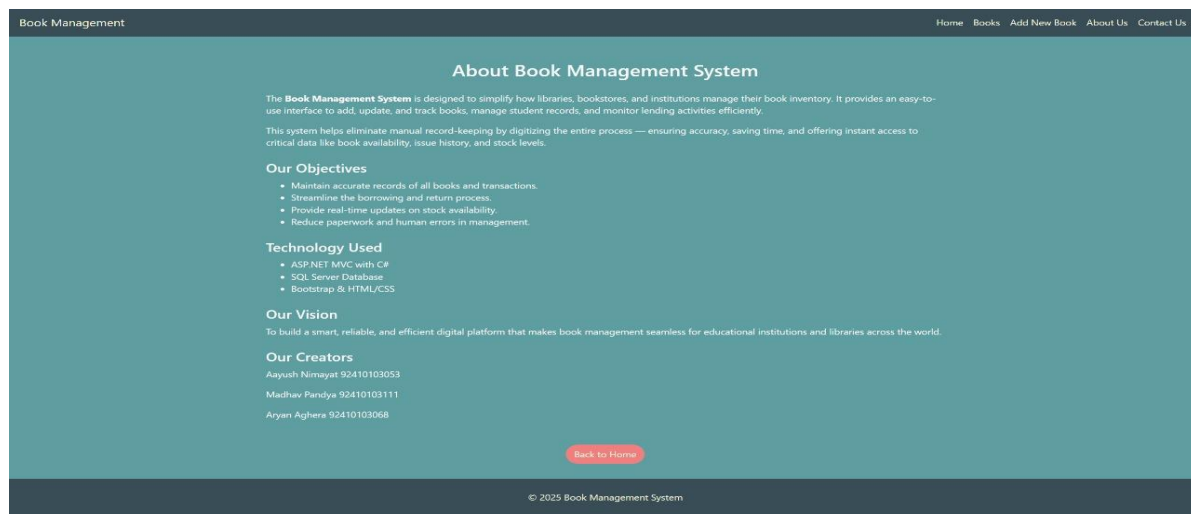 Book Management
Home Books Add New Book About Us Contact Us
About Book Management System
The Book Management System is designed to simplify how libraries, bookstores, and institutions manage their book inventory. It provides an easy-to-
use interface to add, update, and track books, manage student records, and monitor lending activities efficiently.
This system helps eliminate manual record-keeping by digitizing the entire process — ensuring accuracy, saving time, and offering instant access to
critical data like book availability, issue history, and stock levels.
Our Objectives
• Maintain accurate records of all books and transactions.
• Streamline the borrowing and return process.
• Provide real-time updates on stock availability.
• Reduce paperwork and human errors in management.
Technology Used
• ASP.NET MVC with C#
• SQL Server Database
• Bootstrap & HTML/CSS
Our Vision
To build a smart, reliable, and efficient digital platform that makes book management seamless for educational institutions and libraries across the world.
Our Creators
Aayush Nimayat 92410103053
Madhav Pandya 92410103111
Aryan Aghera 92410103068
Back to Home
© 2025 Book Management System